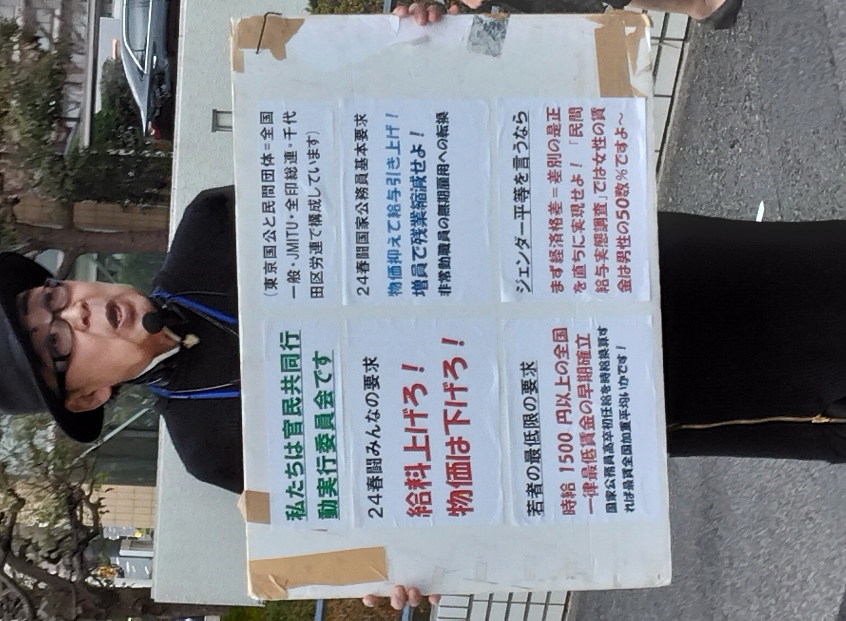 私たちは官民共同行
動実行委員会です
(東京国公と民間団体=全国
一般・JMITU・全印総連・千代
田区労連で構成しています)
24春闘みんなの要求
給料上げろ!
物価は下げろ!
24春闘国家公務員基本要求
物価抑えて給与引き上げ!
増員で残業縮減せよ!
非常勤職員の無期雇用への転換
若者の最低限の要求
時給 1500 円以上の全国
一律最低賃金の早期確立
国家公務員高卒初任給を時給換算す
れば最賃全国加重平均いかです!
ジェンダー平等を言うなら
まず経済格差=差別の是正
を直ちに実現せよ!「民間
給与実態調査」では女性の賃
金は男性の50数%ですよ~